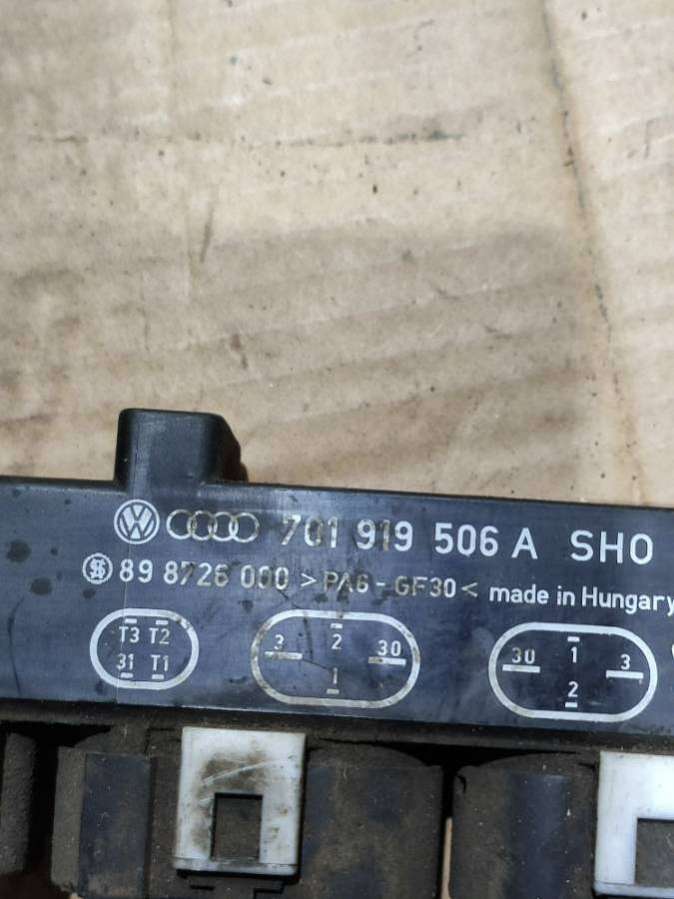 701 919 506 A SHO
89 8726 000 >PA6-GF30< made in Hungary
T3 T2
31 T1
3 2 30
1
30 1 3
2